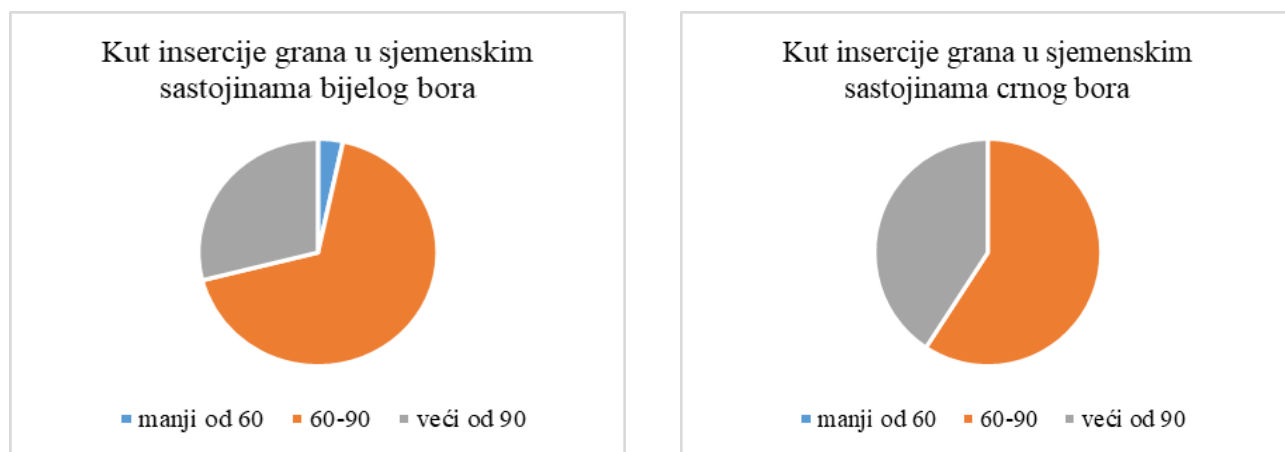 Kut insercije grana u sjemenskim
sastojinama bijelog bora
manji od 60 60-90 veći od 90
Kut insercije grana u sjemenskim
sastojinama crnog bora
manji od 60 60-90 veći od 90